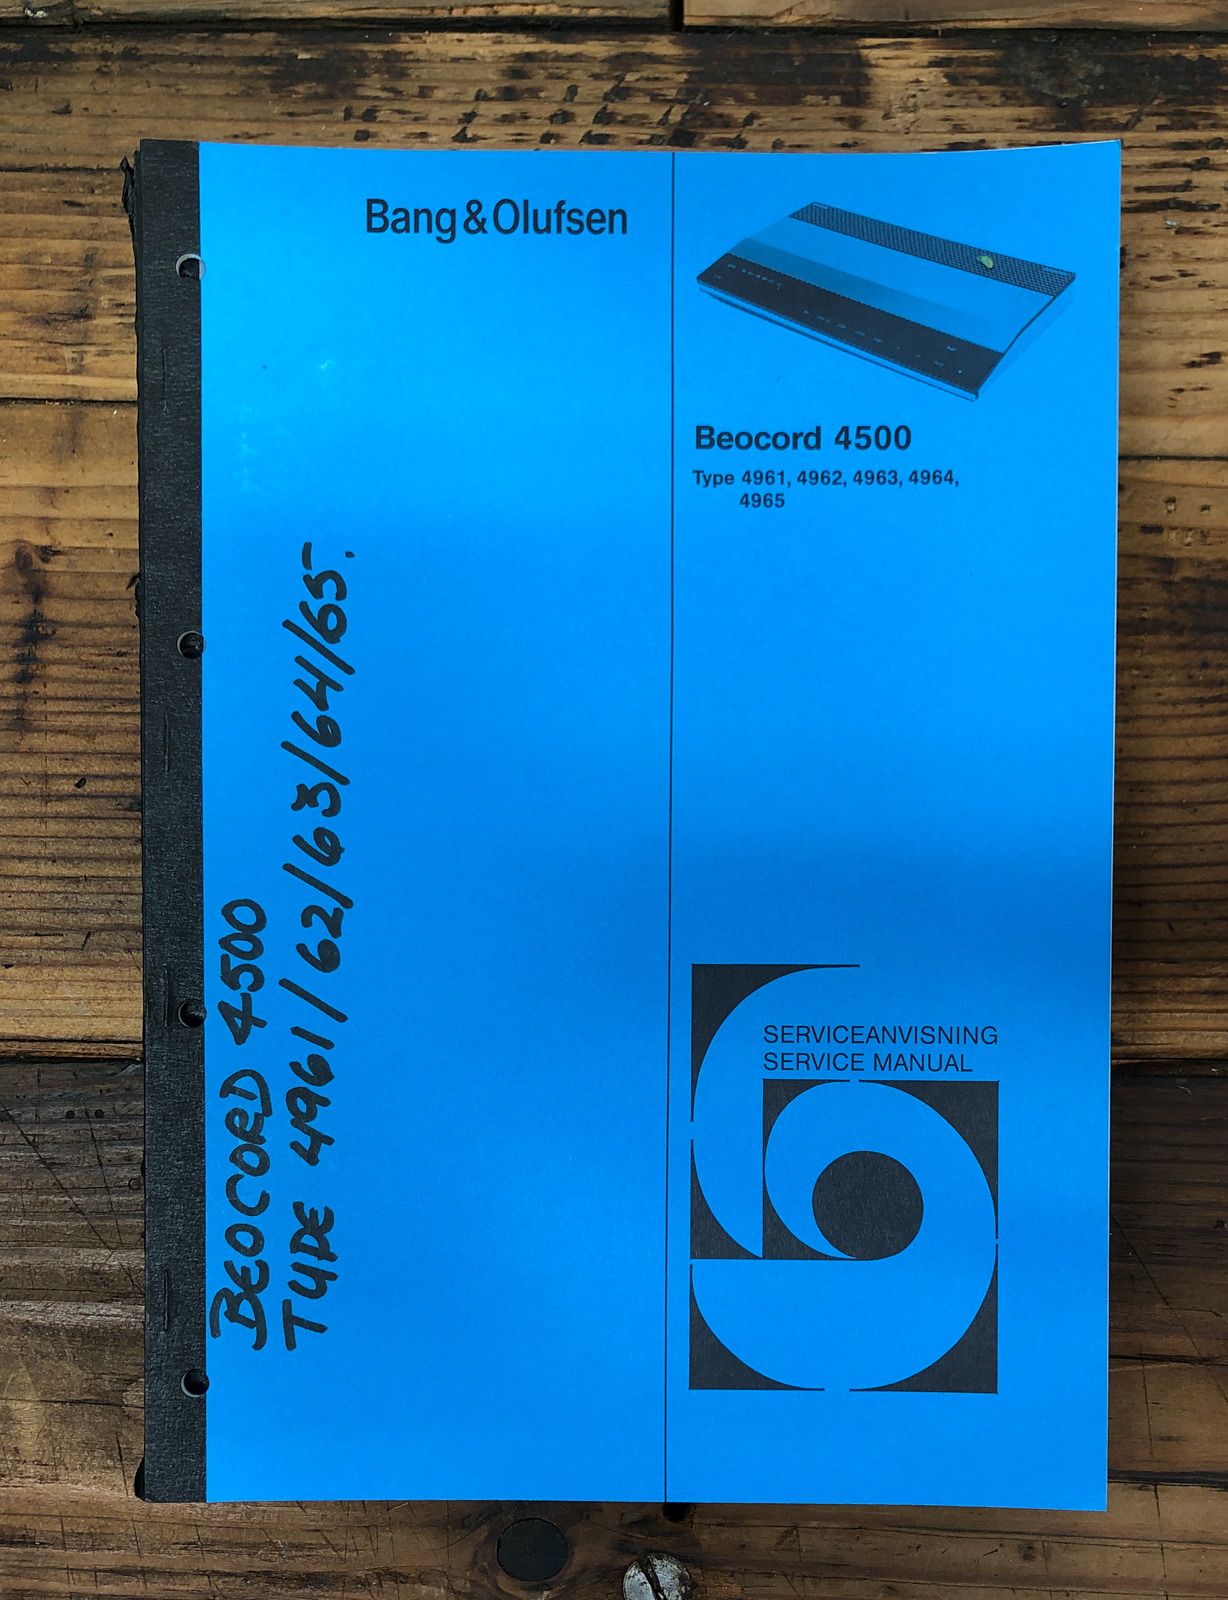 Bang & Olufsen
Beocord 4500
Type 4961, 4962, 4963, 4964,
4965
SERVICEANVISNING
SERVICE MANUAL
BEOCORD 4500
TYPE 4961/62/63/64/65.